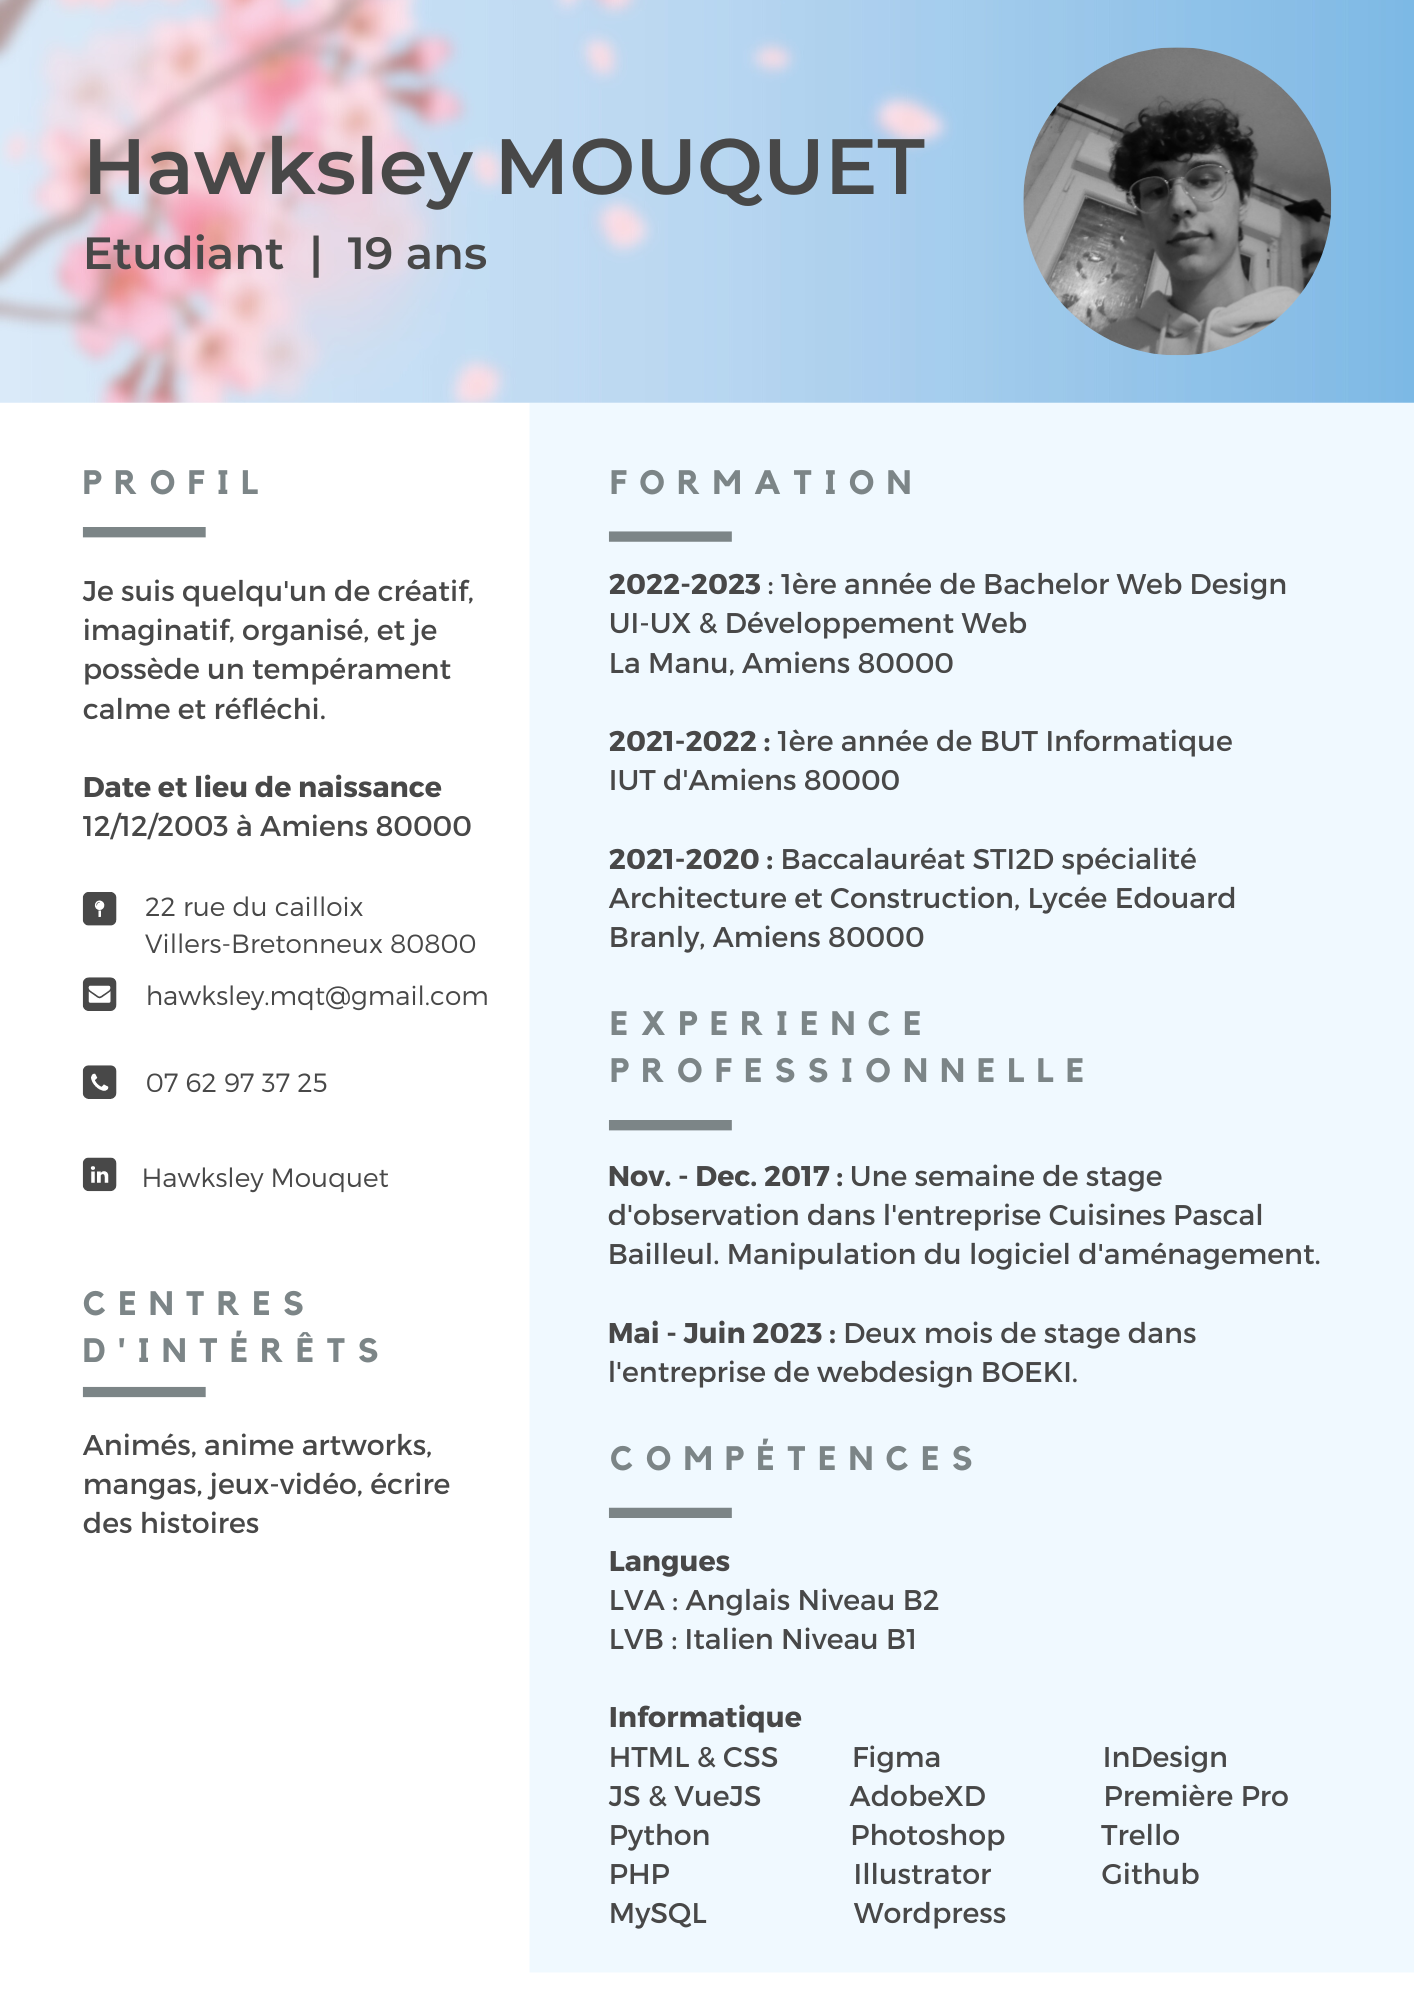 Hawksley MOUQUET
Etudiant | 19 ans
PROFIL
Je suis quelqu'un de créatif,
imaginatif, organisé, et je
possède un tempérament
calme et réfléchi.
Date et lieu de naissance
12/12/2003 à Amiens 80000
22 rue du cailloix
Villers-Bretonneux 80800
hawksley.mqt@gmail.com
07 62 97 37 25
in Hawksley Mouquet
CENTRES
D'INTÉRÊTS
Animés, anime artworks,
mangas, jeux-vidéo, écrire
des histoires
FORMATION
2022-2023 : 1ère année de Bachelor Web Design
UI-UX & Développement Web
La Manu, Amiens 80000
2021-2022 : 1ère année de BUT Informatique
IUT d'Amiens 80000
2021-2020 : Baccalauréat STI2D spécialité
Architecture et Construction, Lycée Edouard
Branly, Amiens 80000
EXPERIENCE
PROFESSIONNELLE
Nov. - Dec. 2017 : Une semaine de stage
d'observation dans l'entreprise Cuisines Pascal
Bailleul. Manipulation du logiciel d'aménagement.
Mai - Juin 2023 : Deux mois de stage dans
l'entreprise de webdesign BOEKI.
COMPÉTENCES
Langues
LVA : Anglais Niveau B2
LVB : Italien Niveau B1
Informatique
HTML & CSS Figma InDesign
JS & VueJS AdobeXD Première Pro
Python Photoshop Trello
PHP Illustrator Github
MySQL Wordpress